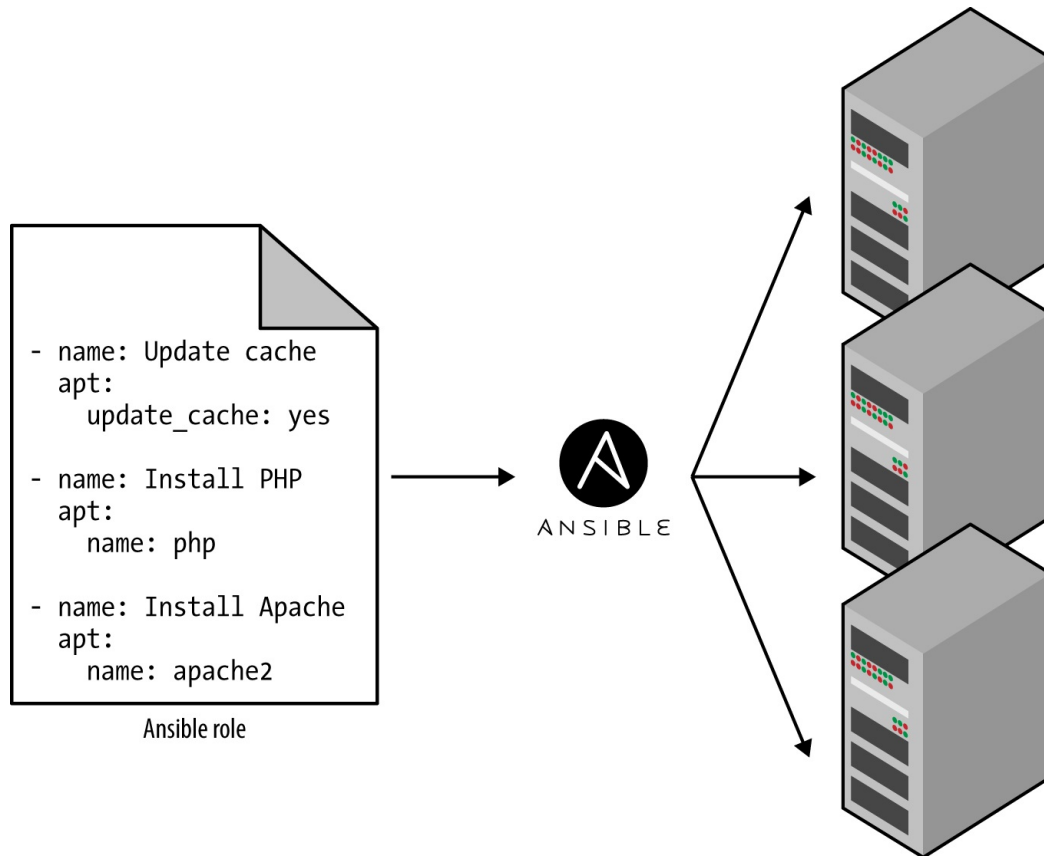 - name: Update cache
  apt:
    update_cache: yes
- name: Install PHP
  apt:
    name: php
- name: Install Apache
  apt:
    name: apache2
Ansible role
ANSIBLE